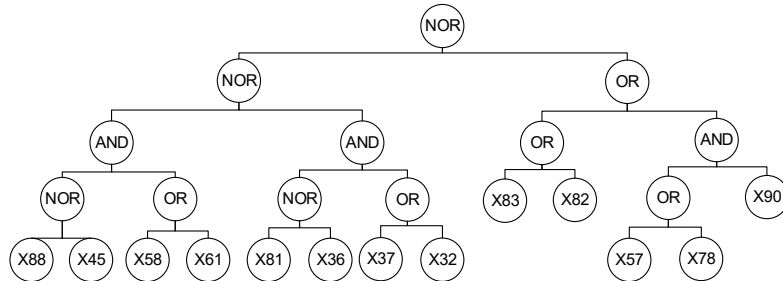 NOR
NOR OR
AND AND OR AND
NOR OR NOR OR X83 X82 OR X90
X88 X45 X58 X61 X81 X36 X37 X32 X57 X78